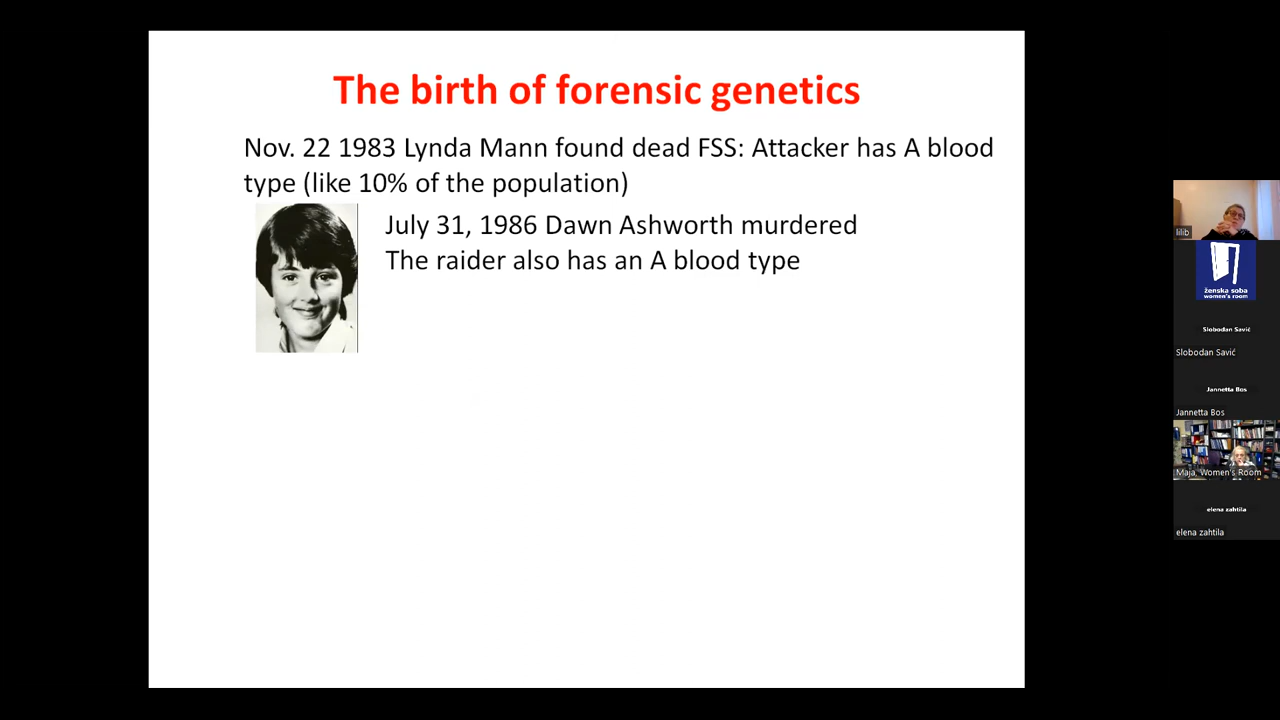 The birth of forensic genetics
Nov. 22 1983 Lynda Mann found dead FSS: Attacker has A blood
type (like 10% of the population)
July 31, 1986 Dawn Ashworth murdered
The raider also has an A blood type
lilib
ženska soba
women's room
Slobodan Savić
Slobodan Savić
Jannetta Bos
Jannetta Bos
Maja, Women's Room
elena zahtila
elena zahtila